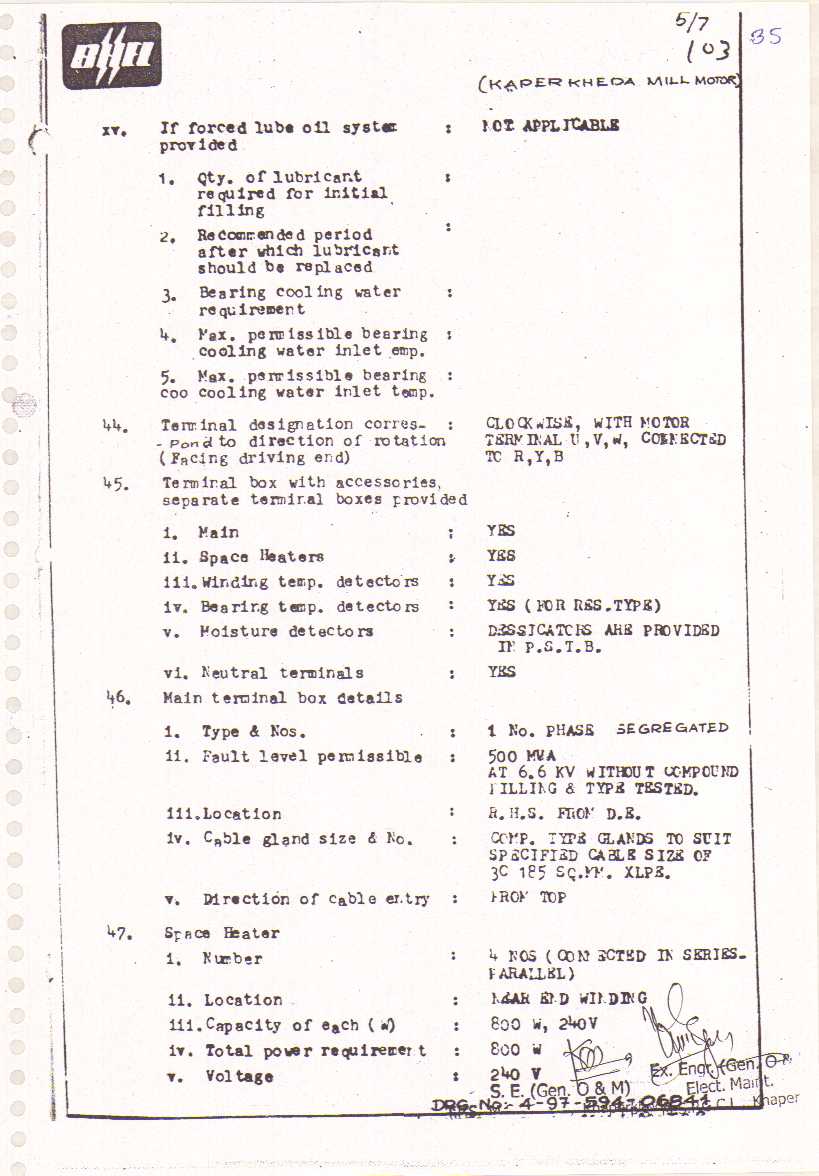 BHEL
5/7
103
35
(KAPERKHEDA MILL MOTOR)
xv. If forced lube oil system : NOT APPLICABLE
provided
1. Qty. of lubricant :
required for initial
filling
2. Recommended period :
after which lubricant
should be replaced
3. Bearing cooling water :
requirement
4. Max. permissible bearing :
cooling water inlet emp.
5. Max. permissible bearing :
coo cooling water inlet temp.
44. Terminal designation corres- : CLOCKWISE, WITH MOTOR
- Pond to direction of rotation TERMINAL U,V,W, CONNECTED
(Facing driving end) TO R,Y,B
45. Terminal box with accessories,
separate terminal boxes provided
i. Main : YES
ii. Space Heaters : YES
iii. Winding temp. detectors : YES
iv. Bearing temp. detectors : YES (FOR RES.TYPE)
v. Moisture detectors : DESSICATORS ARE PROVIDED
IN P.S.T.B.
vi. Neutral terminals : YES
46. Main terminal box details
i. Type & Nos. : 1 No. PHASE SEGREGATED
ii. Fault level permissible : 500 MVA
AT 6.6 KV WITHOUT COMPOUND
FILLING & TYPE TESTED.
iii. Location : R.H.S. FROM D.E.
iv. Cable gland size & No. : COMP. TYPE GLANDS TO SUIT
SPECIFIED CABLE SIZE OF
3C 185 SQ.MM. XLPE.
v. Direction of cable entry : FROM TOP
47. Space Heater
i. Number : 4 NOS (CONNECTED IN SERIES-
PARALLEL)
ii. Location : NEAR END WINDING
iii. Capacity of each (W) : 800 W, 240V
iv. Total power requirement : 800 W
v. Voltage : 240 V
Ex. Engr. (Gen. O
S. E. (Gen. O & M) Elect. Maint.
DRG.No:- 4-97-594-06841
Khaper